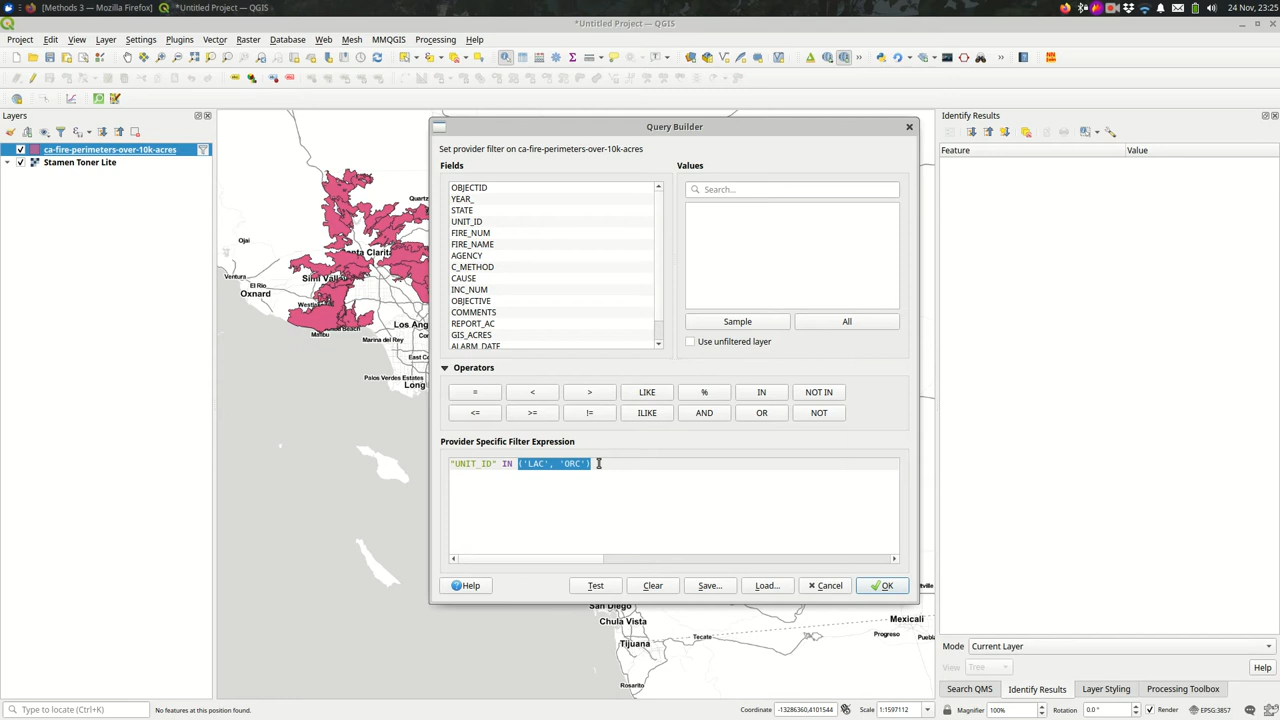 [Methods 3 — Mozilla Firefox]
*Untitled Project — QGIS
24 Nov, 23:25
*Untitled Project — QGIS
Project Edit View Layer Settings Plugins Vector Raster Database Web Mesh MMQGIS Processing Help
Layers
ca-fire-perimeters-over-10k-acres
Stamen Toner Lite
Quartz
Ojai
Santa Clarita
Ventura
El Rio
Oxnard
Simi Valley
Malibu
Los Ang
Marina del Rey
East C
Com
Palos Verdes Estates
Long
San Diego
Chula Vista
Tijuana
Tecate
Rosarito
Mexicali
Progreso
Puebl
Query Builder
Set provider filter on ca-fire-perimeters-over-10k-acres
Fields
OBJECTID
YEAR_
STATE
UNIT_ID
FIRE_NUM
FIRE_NAME
AGENCY
C_METHOD
CAUSE
INC_NUM
OBJECTIVE
COMMENTS
REPORT_AC
GIS_ACRES
ALARM_DATE
Values
Search...
Sample All
Use unfiltered layer
Operators
= < > LIKE % IN NOT IN
<= >= != ILIKE AND OR NOT
Provider Specific Filter Expression
"UNIT_ID" IN ('LAC', 'ORC')
Help Test Clear Save... Load... Cancel OK
Identify Results
Feature Value
Mode Current Layer
View Tree Help
Search QMS Identify Results Layer Styling Processing Toolbox
Type to locate (Ctrl+K) No features at this position found. Coordinate -13286360,4101544 Scale 1:1597112 Magnifier 100% Rotation 0.0 ° Render EPSG:3857